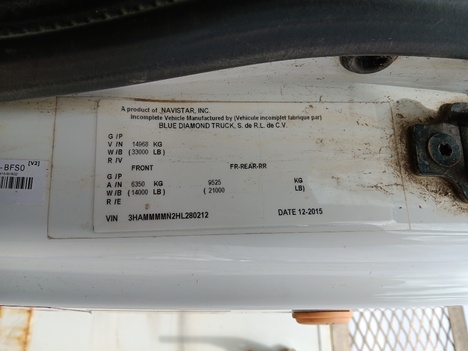 A product of NAVISTAR, INC.
Incomplete Vehicle Manufactured by (Véhicule incomplet fabrique par)
BLUE DIAMOND TRUCK, S. de R.L. de C.V.
G/P
V/N 14968 KG
W/B (33000 LB)
R/V
FRONT FR-REAR-RR
G/P
A/N 6350 KG 9525 KG
W/B (14000 LB) (21000 LB)
R/E
VIN 3HAMMMMN2HL280212 DATE 12-2015
-BFS0 [V2]